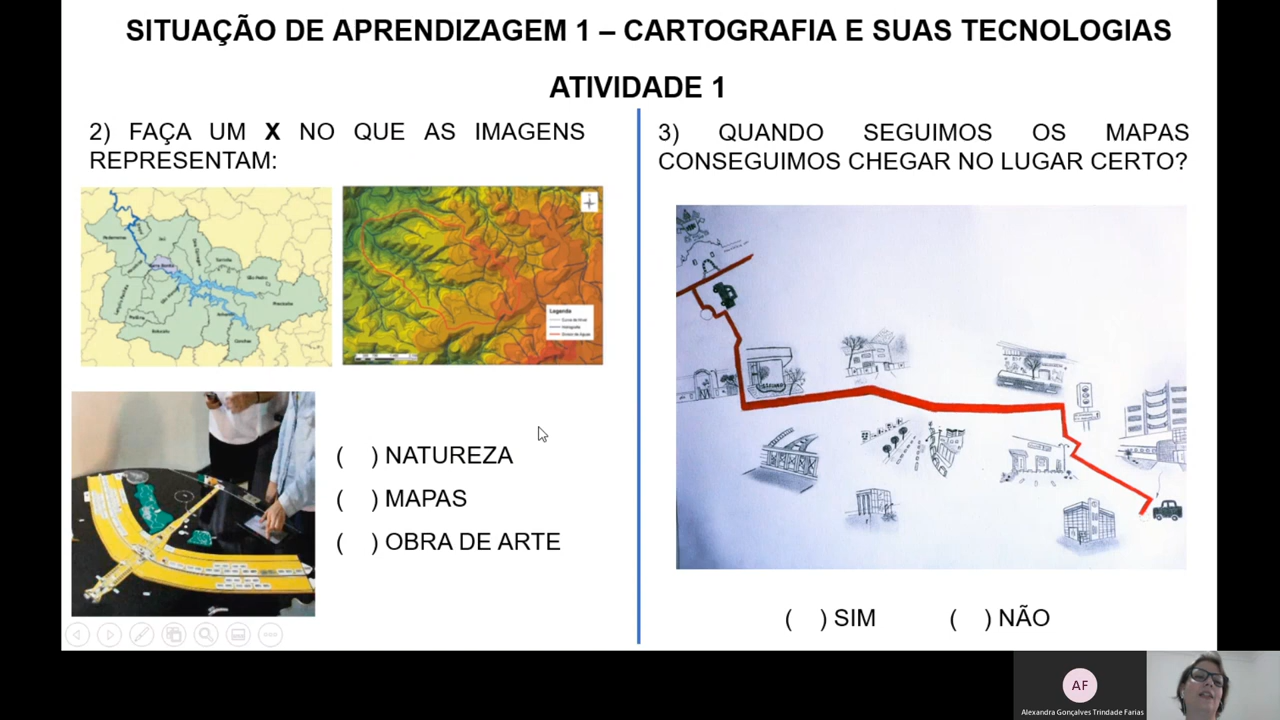 SITUAÇÃO DE APRENDIZAGEM 1 – CARTOGRAFIA E SUAS TECNOLOGIAS
ATIVIDADE 1
2) FAÇA UM X NO QUE AS IMAGENS
REPRESENTAM:
Legenda
( ) NATUREZA
( ) MAPAS
( ) OBRA DE ARTE
3) QUANDO SEGUIMOS OS MAPAS
CONSEGUIMOS CHEGAR NO LUGAR CERTO?
( ) SIM ( ) NÃO
AF
Alexandra Gonçalves Trindade Farias